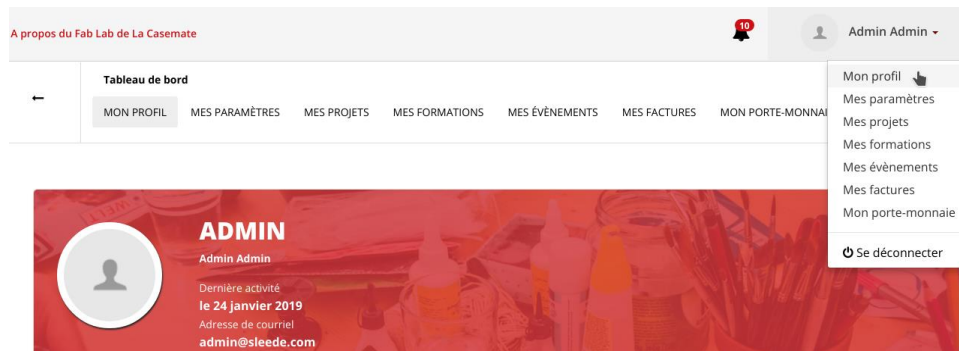 A propos du Fab Lab de La Casemate
10
Admin Admin
Tableau de bord
MON PROFIL MES PARAMÈTRES MES PROJETS MES FORMATIONS MES ÉVÈNEMENTS MES FACTURES MON PORTE-MONNAI
Mon profil
Mes paramètres
Mes projets
Mes formations
Mes évènements
Mes factures
Mon porte-monnaie
Se déconnecter
ADMIN
Admin Admin
Dernière activité
le 24 janvier 2019
Adresse de courriel
admin@sleede.com